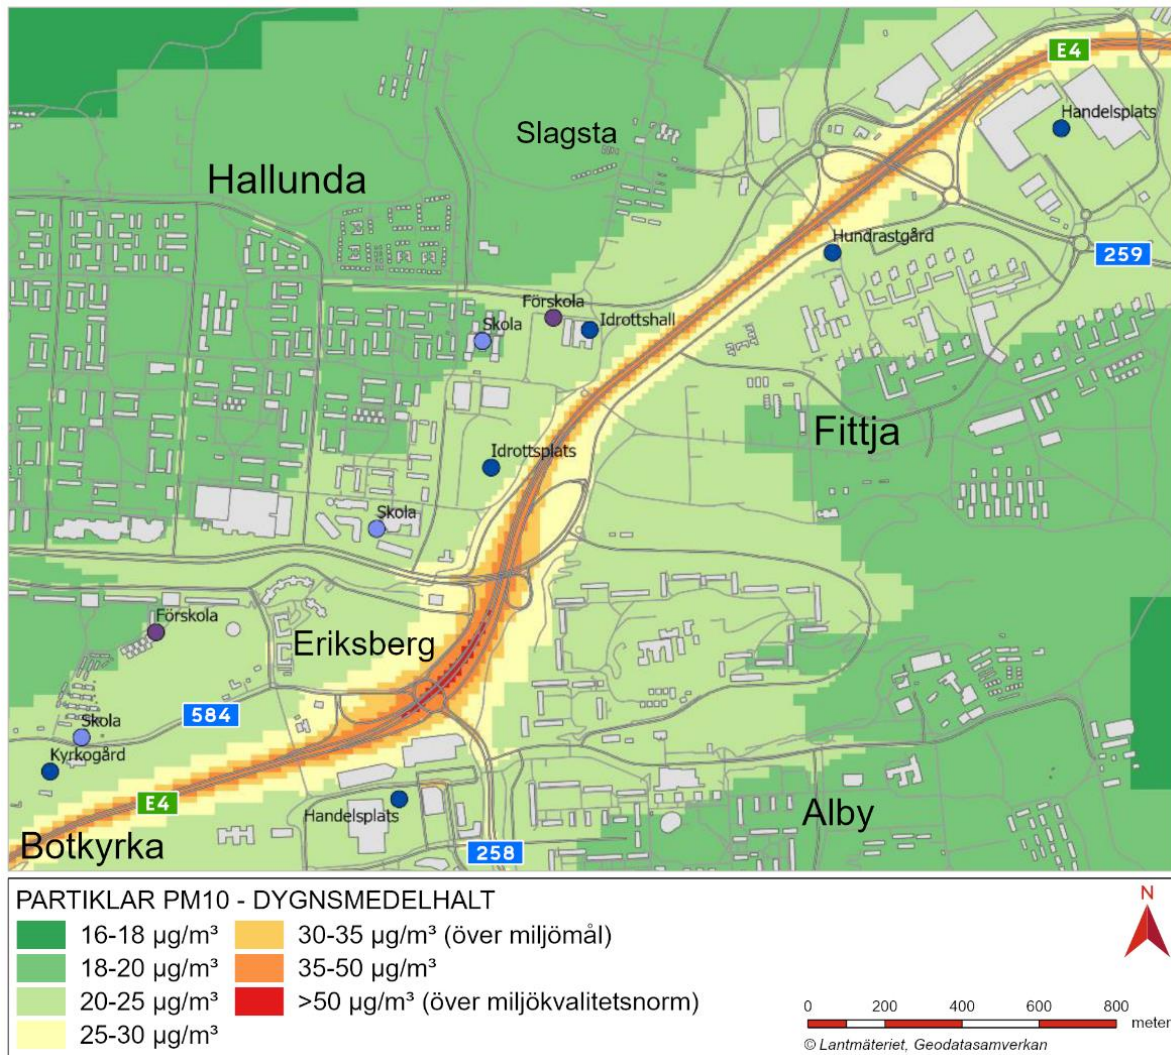 E4
Handelsplats
Slagsta
Hallunda
Hundrastgård
259
Förskola
Idrottshall
Skola
Fittja
Idrottsplats
Skola
Förskola
Eriksberg
584
Skola
Kyrkogård
E4
Handelsplats
Alby
Botkyrka
258
PARTIKLAR PM10 - DYGNSMEDELHALT
16-18 µg/m³
18-20 µg/m³
20-25 µg/m³
25-30 µg/m³
30-35 µg/m³ (över miljömål)
35-50 µg/m³
>50 µg/m³ (över miljökvalitetsnorm)
N
0 200 400 600 800
meter
© Lantmäteriet, Geodatasamverkan